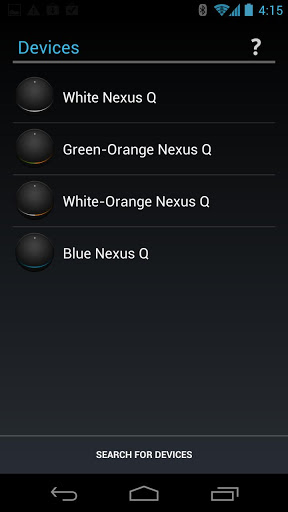 4:15
Devices ?
White Nexus Q
Green-Orange Nexus Q
White-Orange Nexus Q
Blue Nexus Q
SEARCH FOR DEVICES